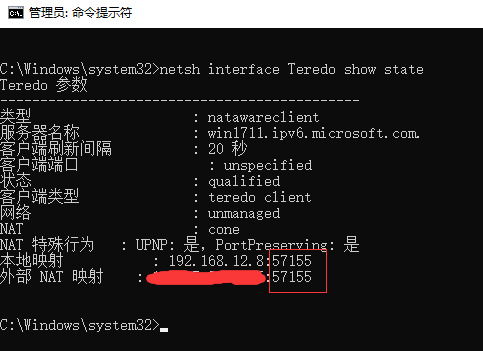 管理员: 命令提示符
C:\Windows\system32>netsh interface Teredo show state
Teredo 参数
---------------------------------------------
类型 : natawareclient
服务器名称 : win1711.ipv6.microsoft.com.
客户端刷新间隔 : 20 秒
客户端端口 : unspecified
状态 : qualified
客户端类型 : teredo client
网络 : unmanaged
NAT : cone
NAT 特殊行为 : UPNP: 是, PortPreserving: 是
本地映射 : 192.168.12.8:57155
外部 NAT 映射 : :57155
C:\Windows\system32>